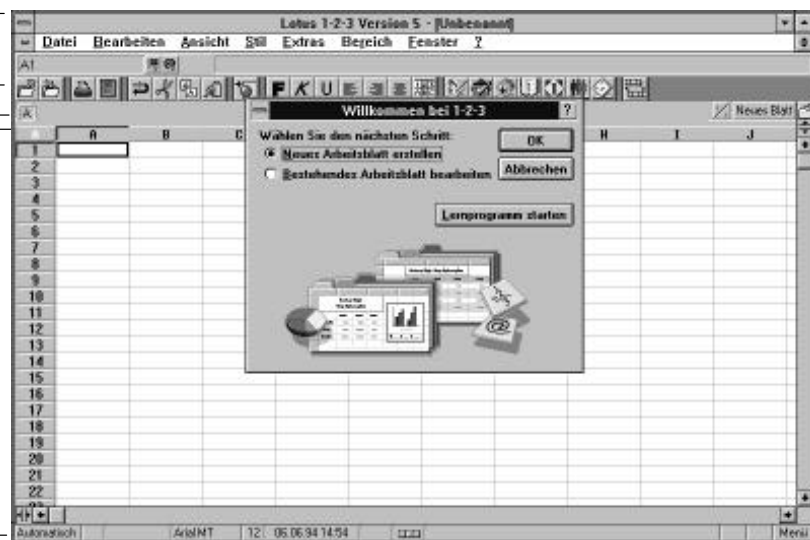 Lotus 1-2-3 Version 5 - [Unbenannt]
Datei Bearbeiten Ansicht Stil Extras Bereich Fenster ?
A1
F K U
A Neues Blatt
A B C H I J
1
2
3
4
5
6
7
8
9
10
11
12
13
14
15
16
17
18
19
20
21
22
Willkommen bei 1-2-3 ?
Wählen Sie den nächsten Schritt:
Neues Arbeitsblatt erstellen
Bestehendes Arbeitsblatt bearbeiten
OK
Abbrechen
Lernprogramm starten
Automatisch Arial MT 12 06.06.94 14:54 Menü